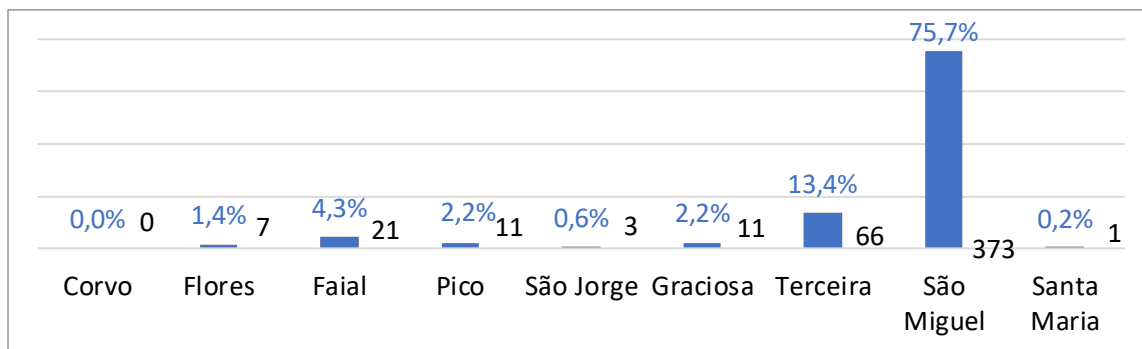 75,7%
13,4%
0,0% 0 1,4% 7 4,3% 21 2,2% 11 0,6% 3 2,2% 11 66 373 0,2% 1
Corvo Flores Faial Pico São Jorge Graciosa Terceira São Miguel Santa Maria